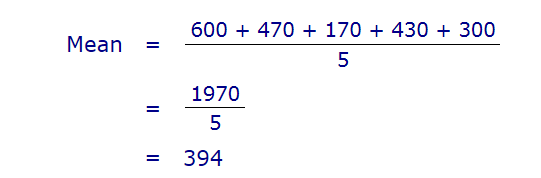 Mean = 600 + 470 + 170 + 430 + 300
5
= 1970
5
= 394